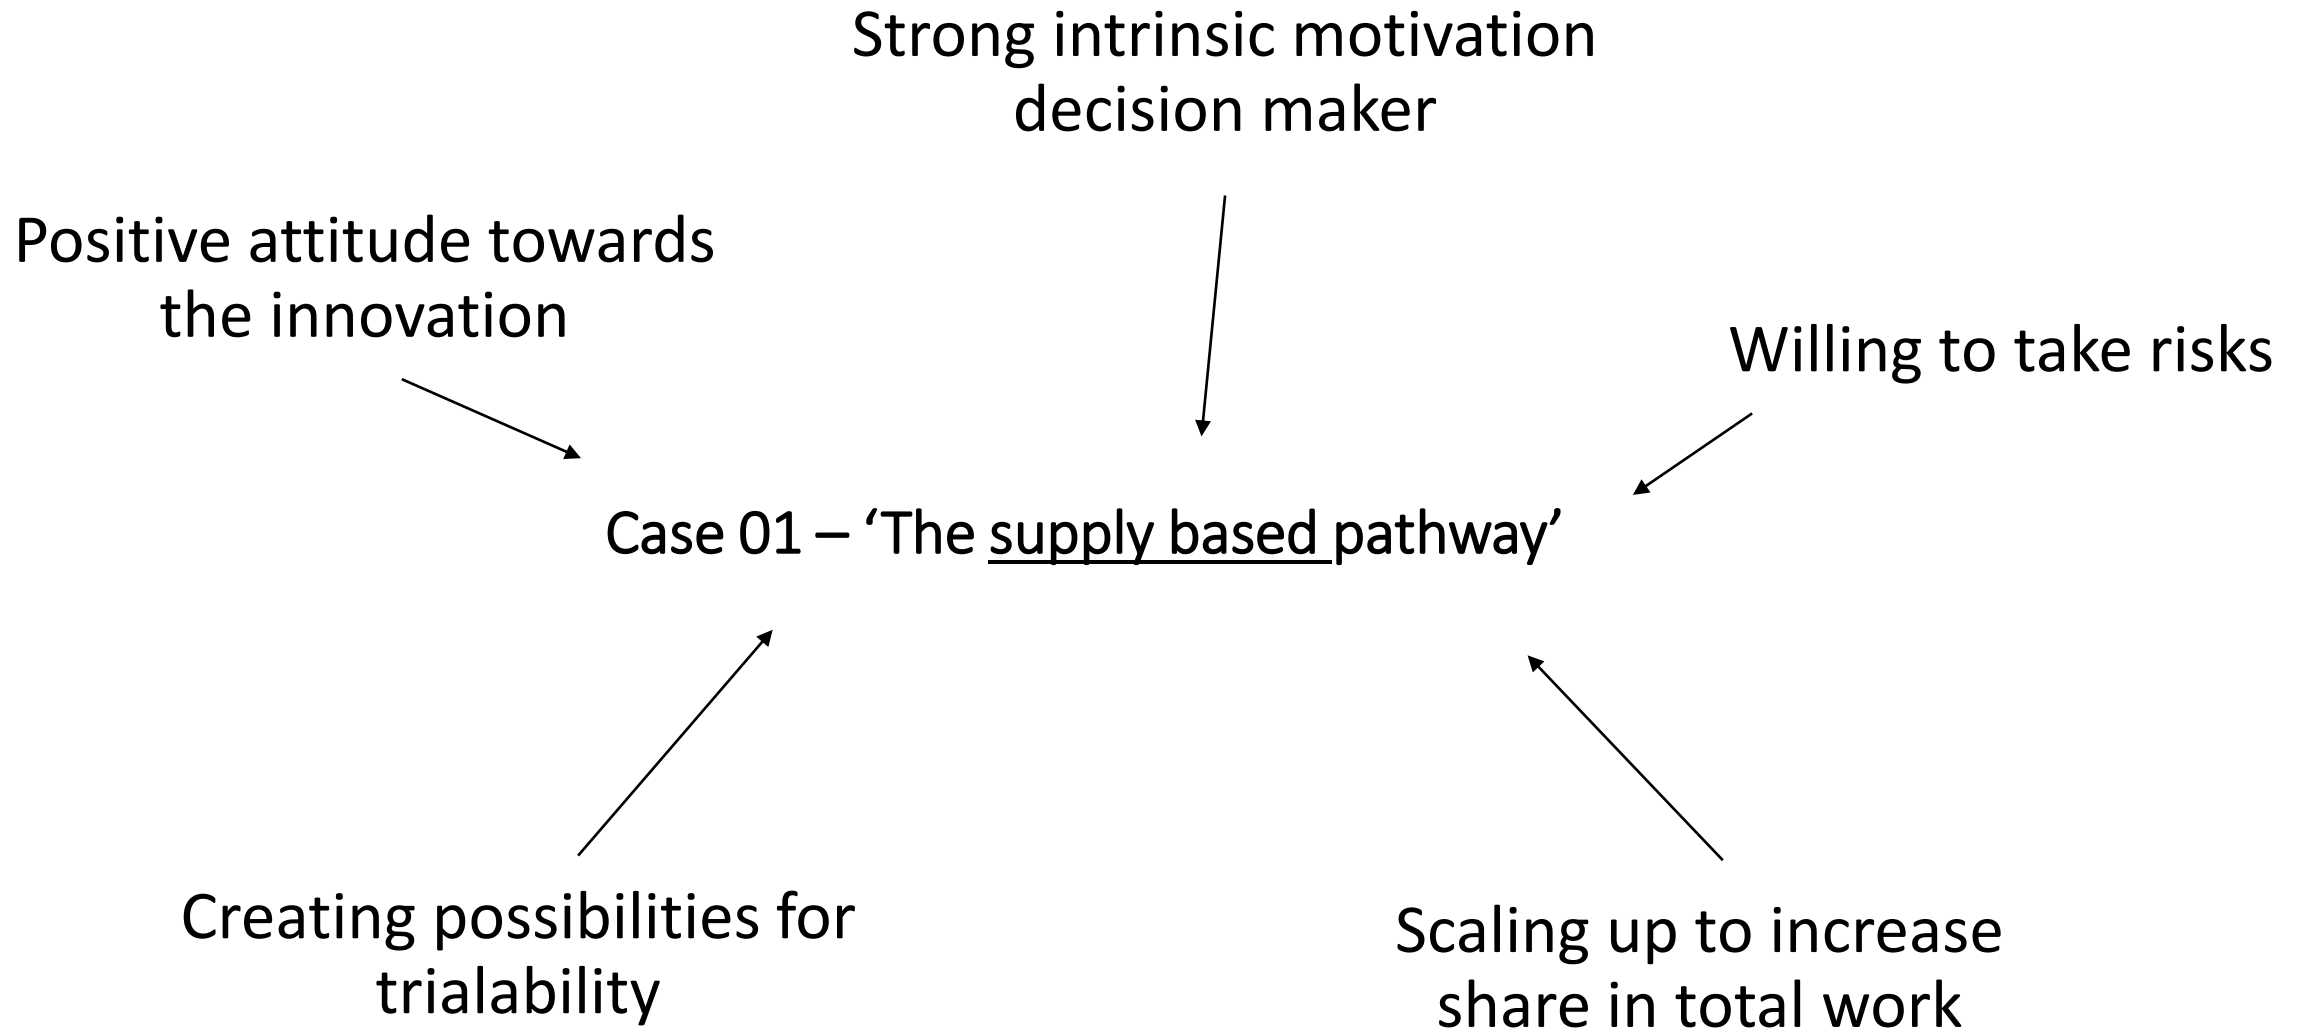 Strong intrinsic motivation
decision maker
Positive attitude towards
the innovation
Willing to take risks
Case 01 – ‘The supply based pathway’
Creating possibilities for
trialability
Scaling up to increase
share in total work